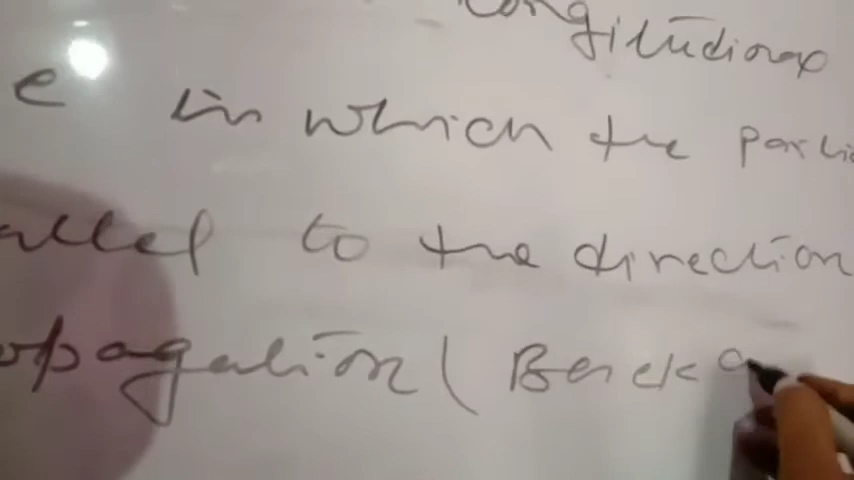 Longitudinal
e in which the parti
allel to the direction
opagation ( Back a